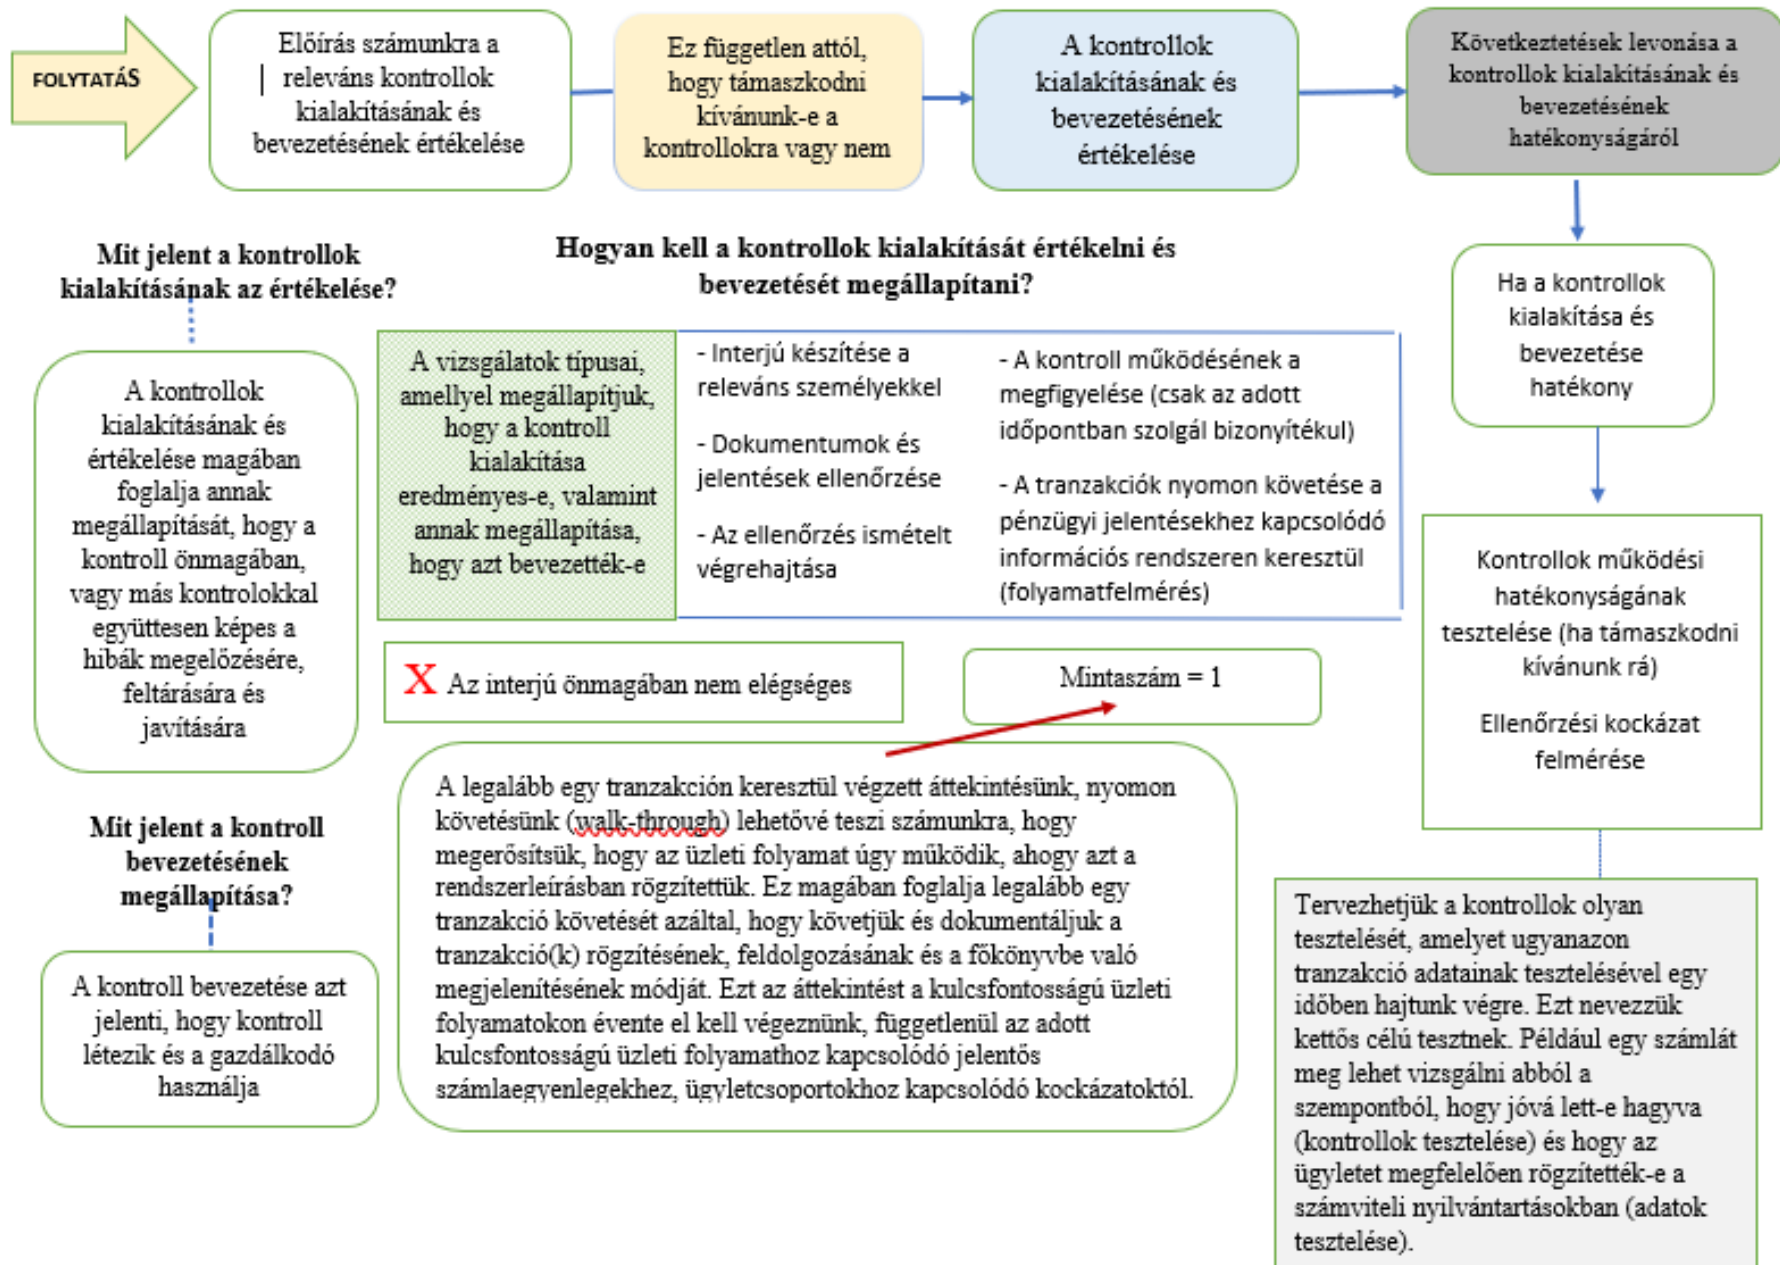 FOLYTATÁS
Előírás számunkra a
releváns kontrollok
kialakításának és
bevezetésének értékelése
Ez független attól,
hogy támaszkodni
kívánunk-e a
kontrollokra vagy nem
A kontrollok
kialakításának és
bevezetésének
értékelése
Következtetések levonása a
kontrollok kialakításának és
bevezetésének
hatékonyságáról
Mit jelent a kontrollok
kialakításának az értékelése?
A kontrollok
kialakításának és
értékelése magában
foglalja annak
megállapítását, hogy a
kontroll önmagában,
vagy más kontrolokkal
együttesen képes a
hibák megelőzésére,
feltárására és
javítására
Mit jelent a kontroll
bevezetésének
megállapítása?
A kontroll bevezetése azt
jelenti, hogy kontroll
létezik és a gazdálkodó
használja
Hogyan kell a kontrollok kialakítását értékelni és
bevezetését megállapítani?
A vizsgálatok típusai,
amellyel megállapítjuk,
hogy a kontroll
kialakítása
eredményes-e, valamint
annak megállapítása,
hogy azt bevezették-e
- Interjú készítése a
releváns személyekkel
- Dokumentumok és
jelentések ellenőrzése
- Az ellenőrzés ismételt
végrehajtása
- A kontroll működésének a
megfigyelése (csak az adott
időpontban szolgál bizonyítékul)
- A tranzakciók nyomon követése a
pénzügyi jelentésekhez kapcsolódó
információs rendszeren keresztül
(folyamatfelmérés)
X Az interjú önmagában nem elégséges
Mintaszám = 1
A legalább egy tranzakción keresztül végzett áttekintésünk, nyomon
követésünk (walk-through) lehetővé teszi számunkra, hogy
megerősítsük, hogy az üzleti folyamat úgy működik, ahogy azt a
rendszerleírásban rögzítettük. Ez magában foglalja legalább egy
tranzakció követését azáltal, hogy követjük és dokumentáljuk a
tranzakció(k) rögzítésének, feldolgozásának és a főkönyvbe való
megjelenítésének módját. Ezt az áttekintést a kulcsfontosságú üzleti
folyamatokon évente el kell végeznünk, függetlenül az adott
kulcsfontosságú üzleti folyamathoz kapcsolódó jelentős
számlaegyenlegekhez, ügyletcsoportokhoz kapcsolódó kockázatoktól.
Ha a kontrollok
kialakítása és
bevezetése
hatékony
Kontrollok működési
hatékonyságának
tesztelése (ha támaszkodni
kívánunk rá)
Ellenőrzési kockázat
felmérése
Tervezhetjük a kontrollok olyan
tesztelését, amelyet ugyanazon
tranzakció adatainak tesztelésével egy
időben hajtunk végre. Ezt nevezzük
kettős célú tesztnek. Például egy számlát
meg lehet vizsgálni abból a
szempontból, hogy jóvá lett-e hagyva
(kontrollok tesztelése) és hogy az
ügyletet megfelelően rögzítették-e a
számviteli nyilvántartásokban (adatok
tesztelése).